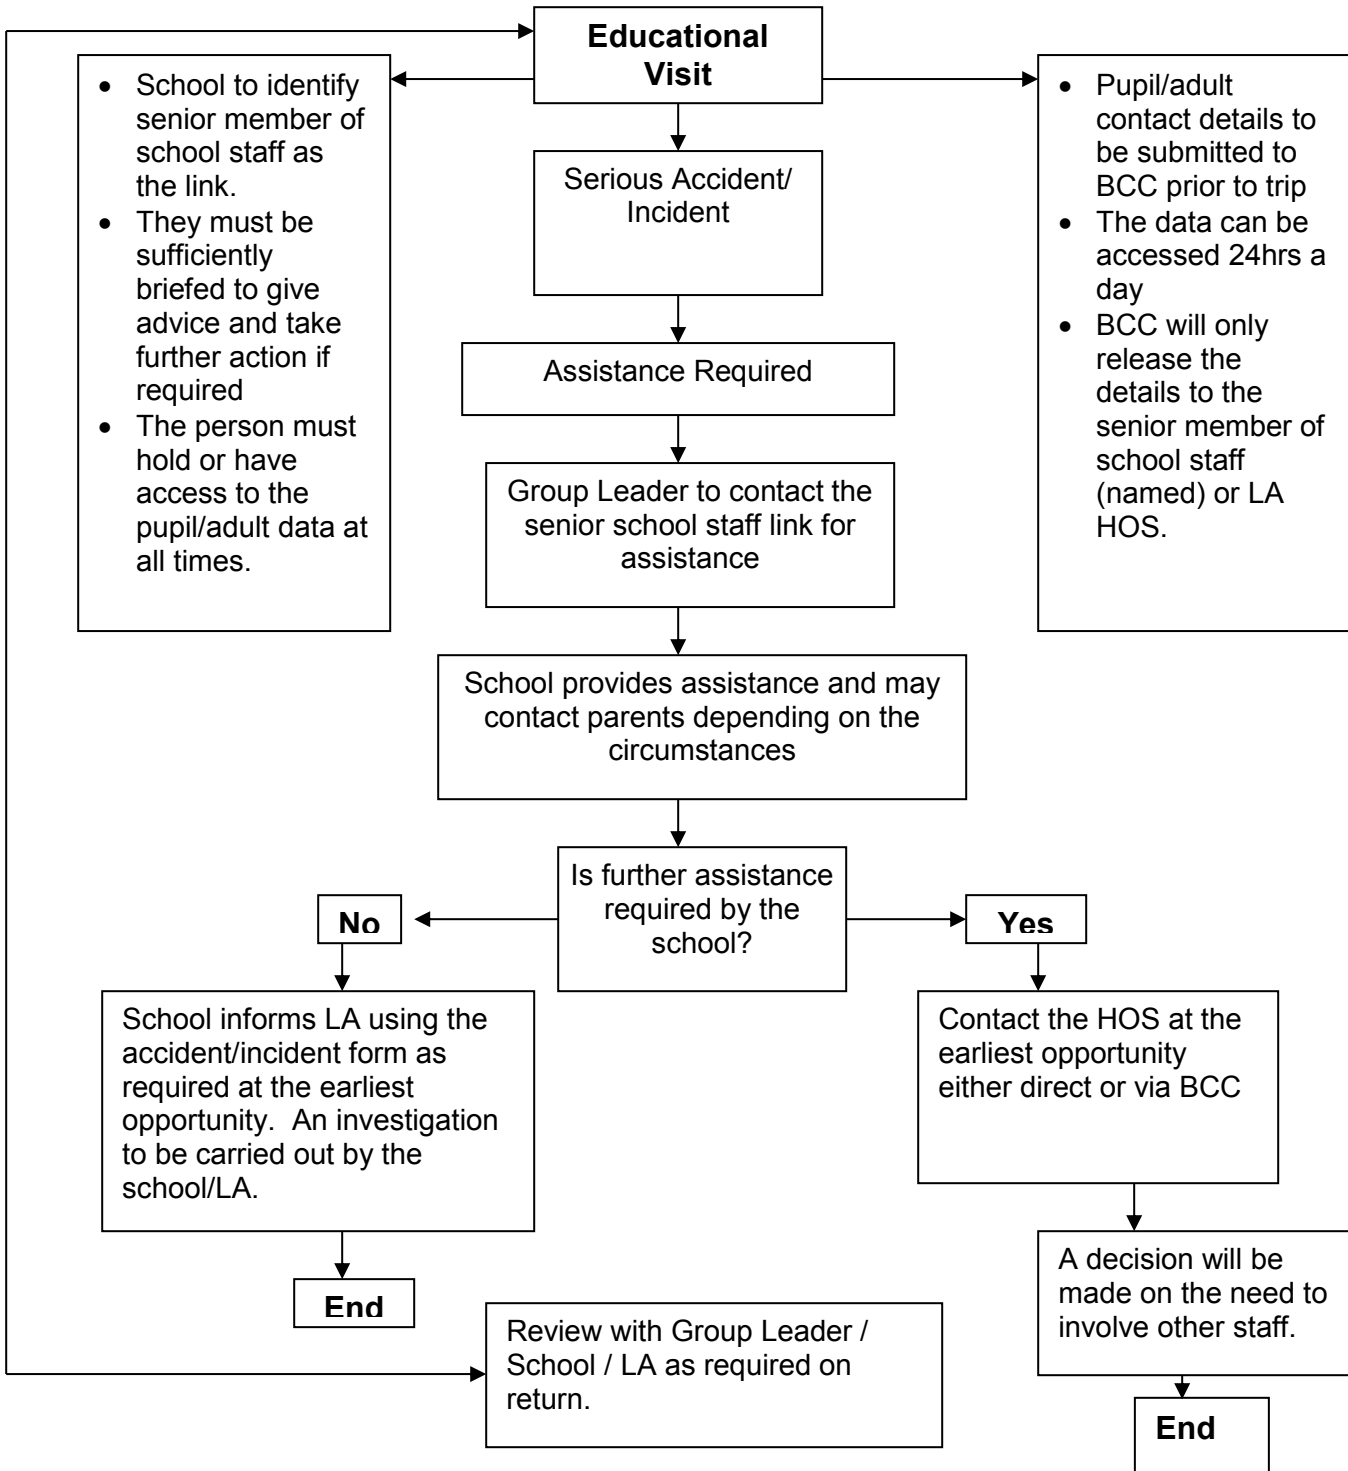 Educational
Visit
• School to identify
senior member of
school staff as
the link.
• They must be
sufficiently
briefed to give
advice and take
further action if
required
• The person must
hold or have
access to the
pupil/adult data at
all times.
• Pupil/adult
contact details to
be submitted to
BCC prior to trip
• The data can be
accessed 24hrs a
day
• BCC will only
release the
details to the
senior member of
school staff
(named) or LA
HOS.
Serious Accident/
Incident
Assistance Required
Group Leader to contact the
senior school staff link for
assistance
School provides assistance and may
contact parents depending on the
circumstances
Is further assistance
required by the
school?
No
Yes
School informs LA using the
accident/incident form as
required at the earliest
opportunity.  An investigation
to be carried out by the
school/LA.
Contact the HOS at the
earliest opportunity
either direct or via BCC
End
A decision will be
made on the need to
involve other staff.
Review with Group Leader /
School / LA as required on
return.
End